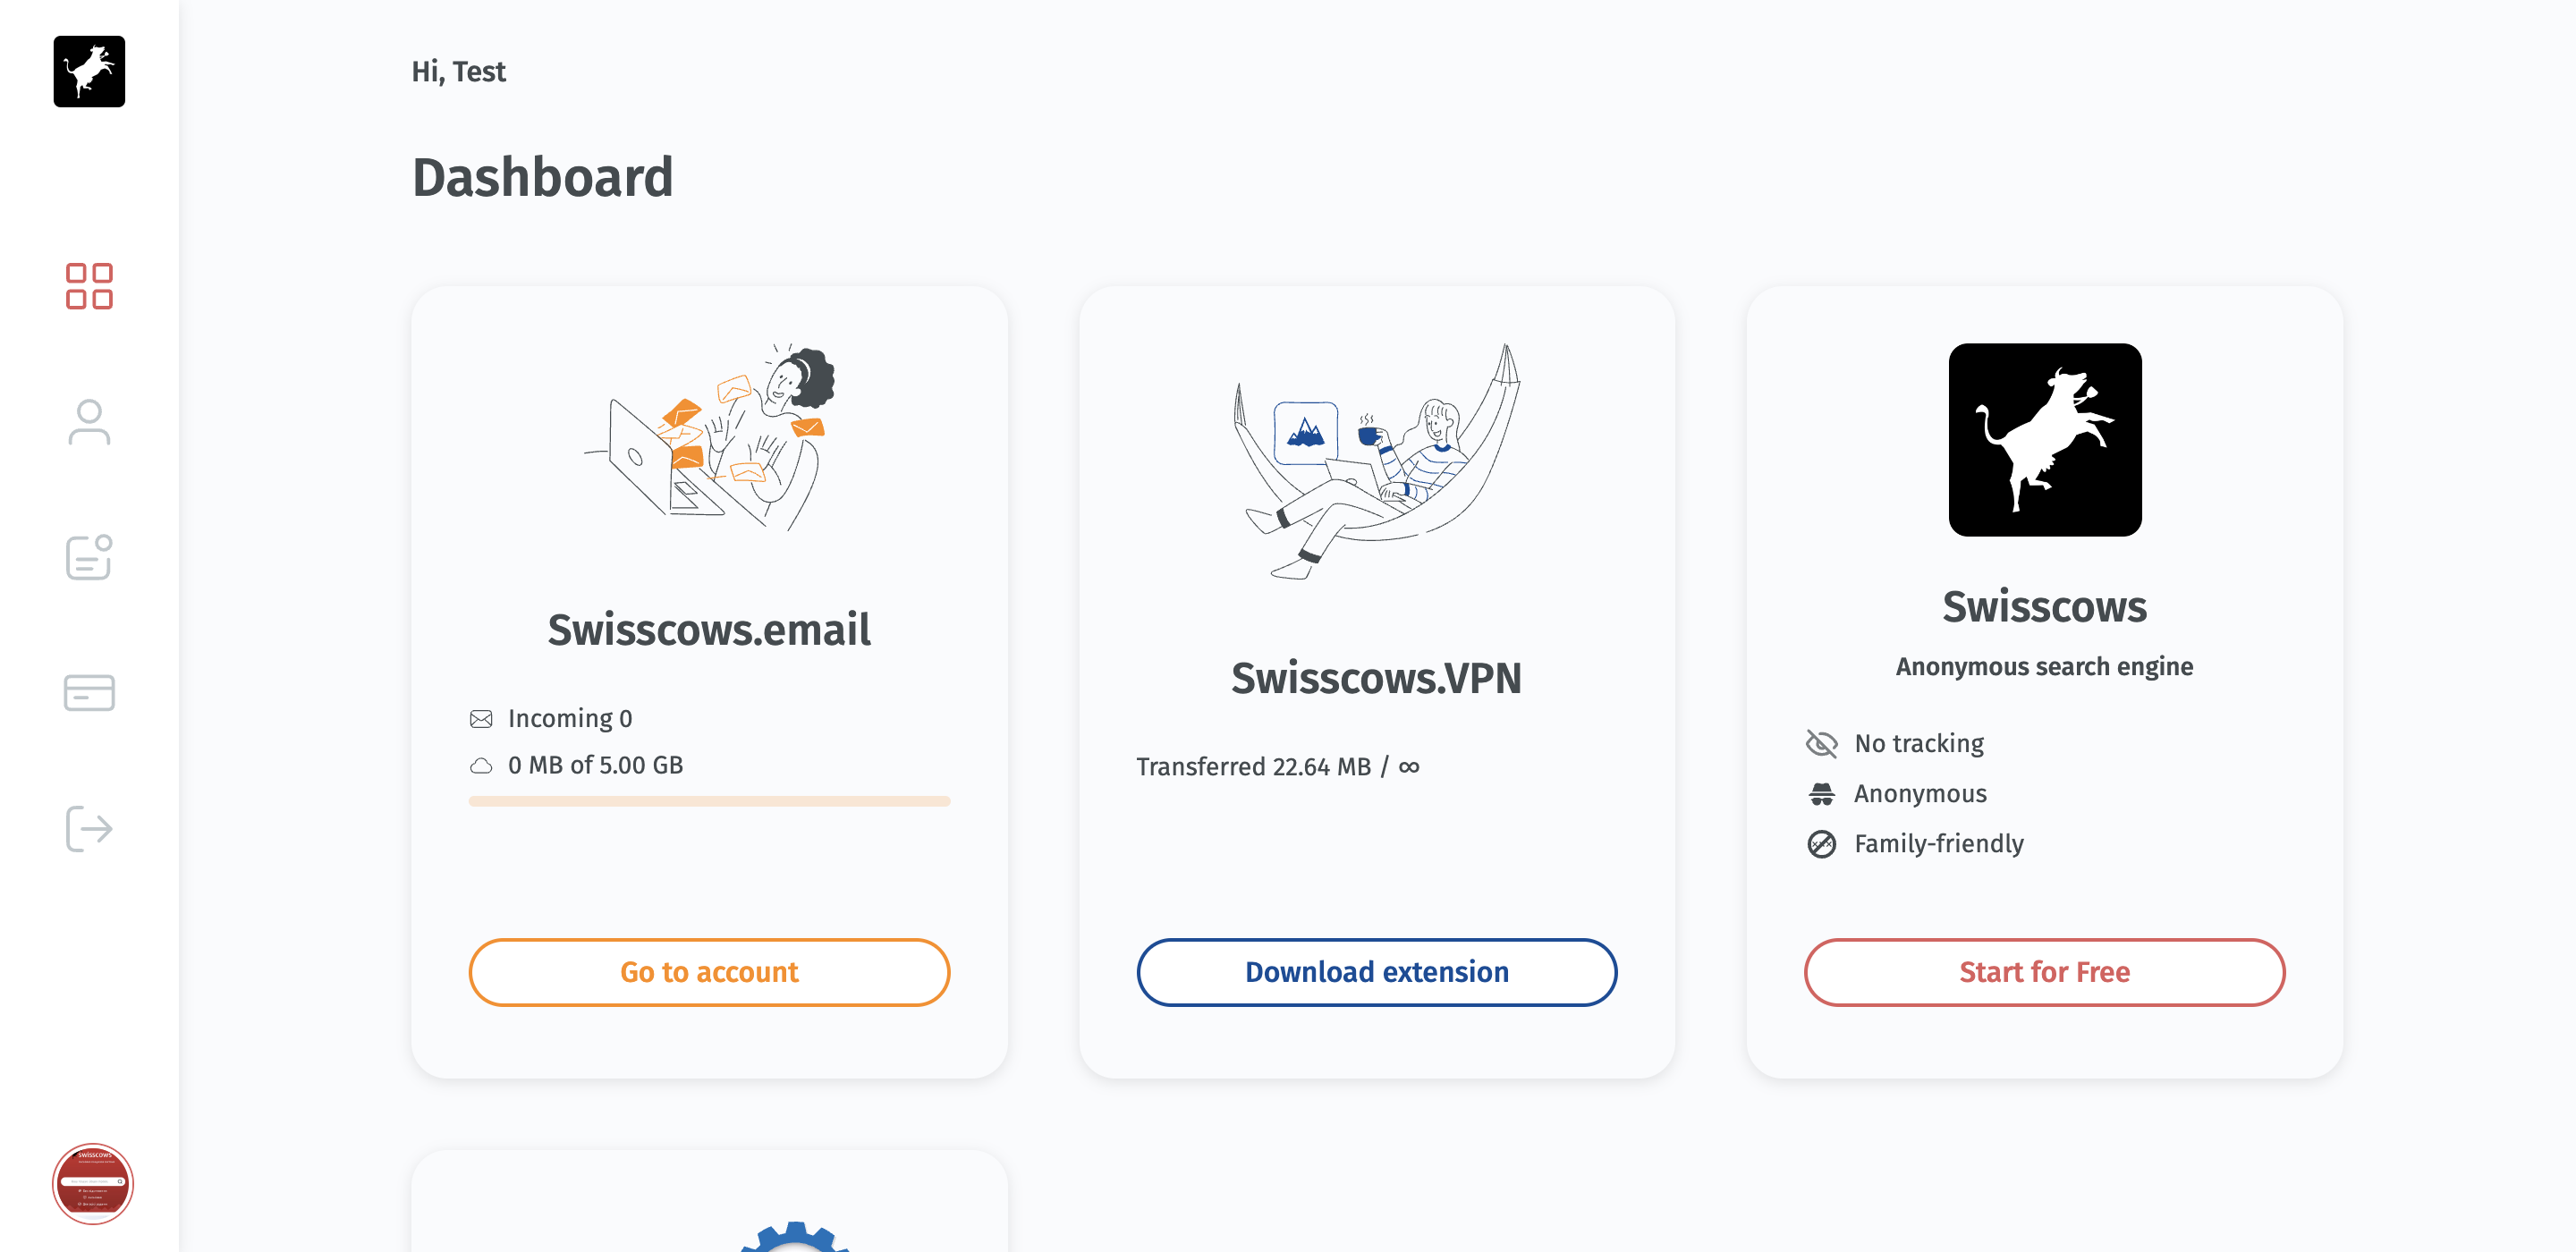 Hi, Test
Dashboard
Swisscows.email
Incoming 0
0 MB of 5.00 GB
Go to account
Swisscows.VPN
Transferred 22.64 MB / ∞
Download extension
Swisscows
Anonymous search engine
No tracking
Anonymous
Family-friendly
Start for Free
swisscows